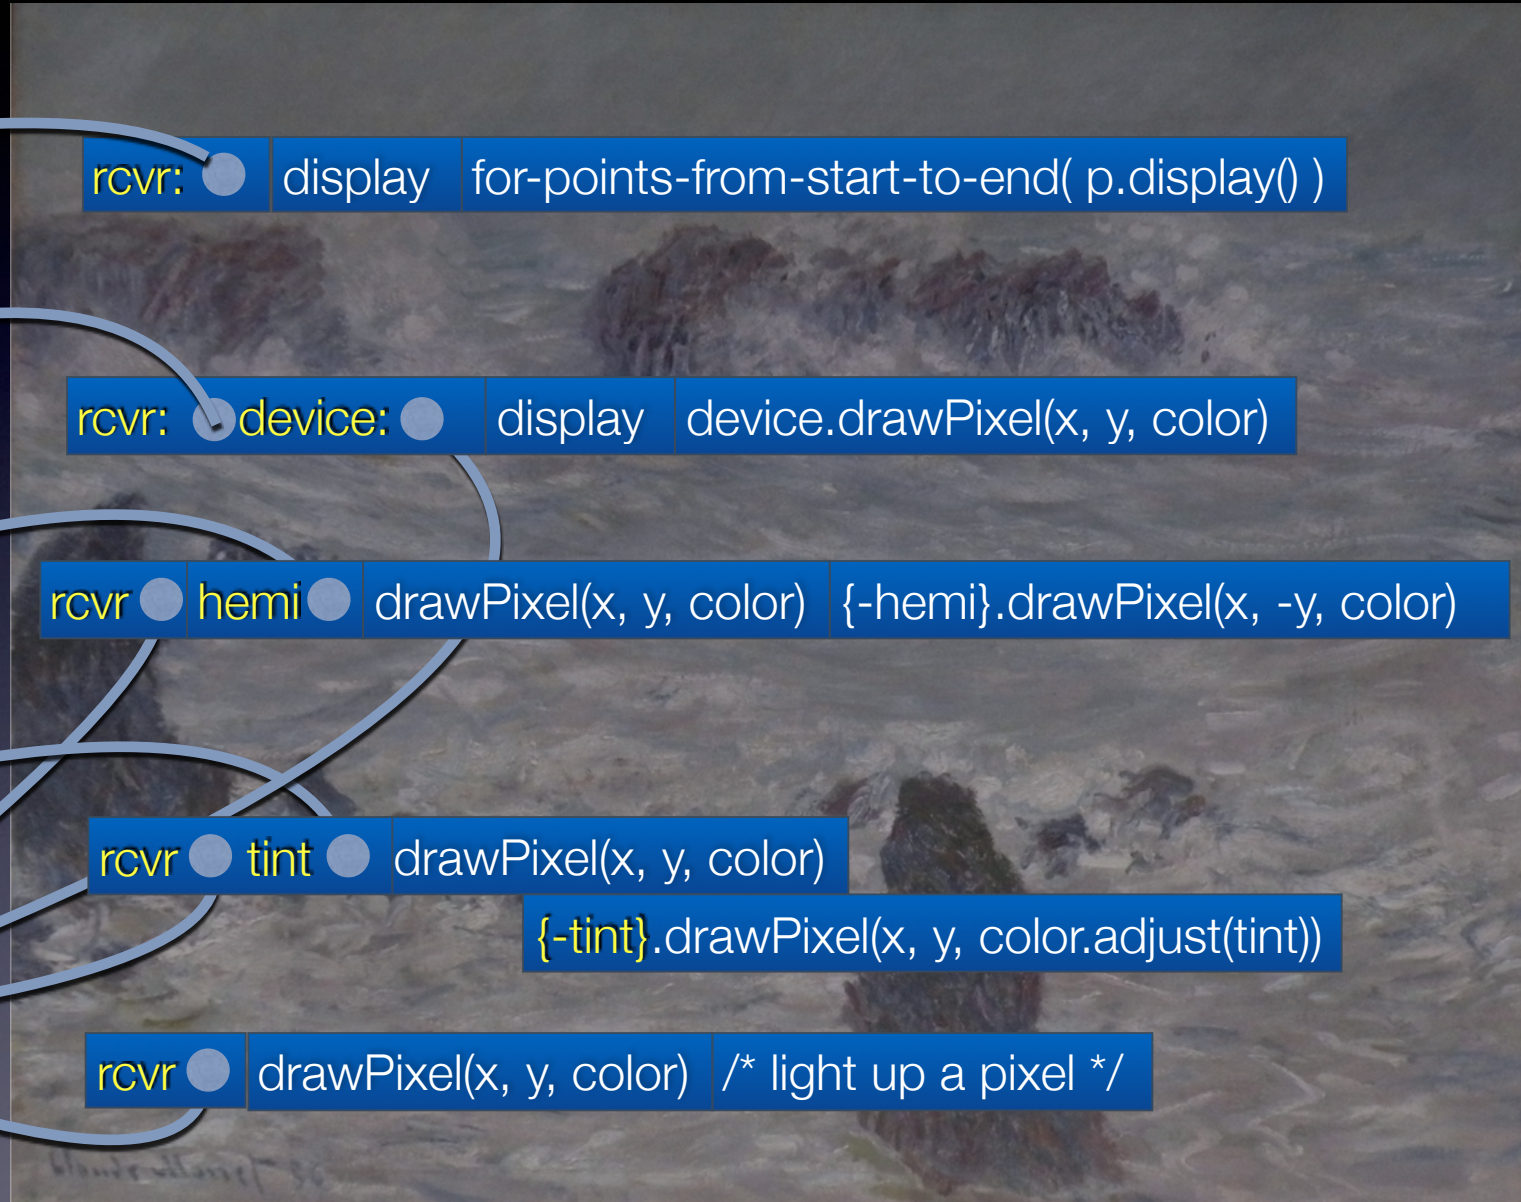 rcvr: display for-points-from-start-to-end( p.display() )
rcvr: device: display device.drawPixel(x, y, color)
rcvr hemi drawPixel(x, y, color) {-hemi}.drawPixel(x, -y, color)
rcvr tint drawPixel(x, y, color)
{-tint}.drawPixel(x, y, color.adjust(tint))
rcvr drawPixel(x, y, color) /* light up a pixel */